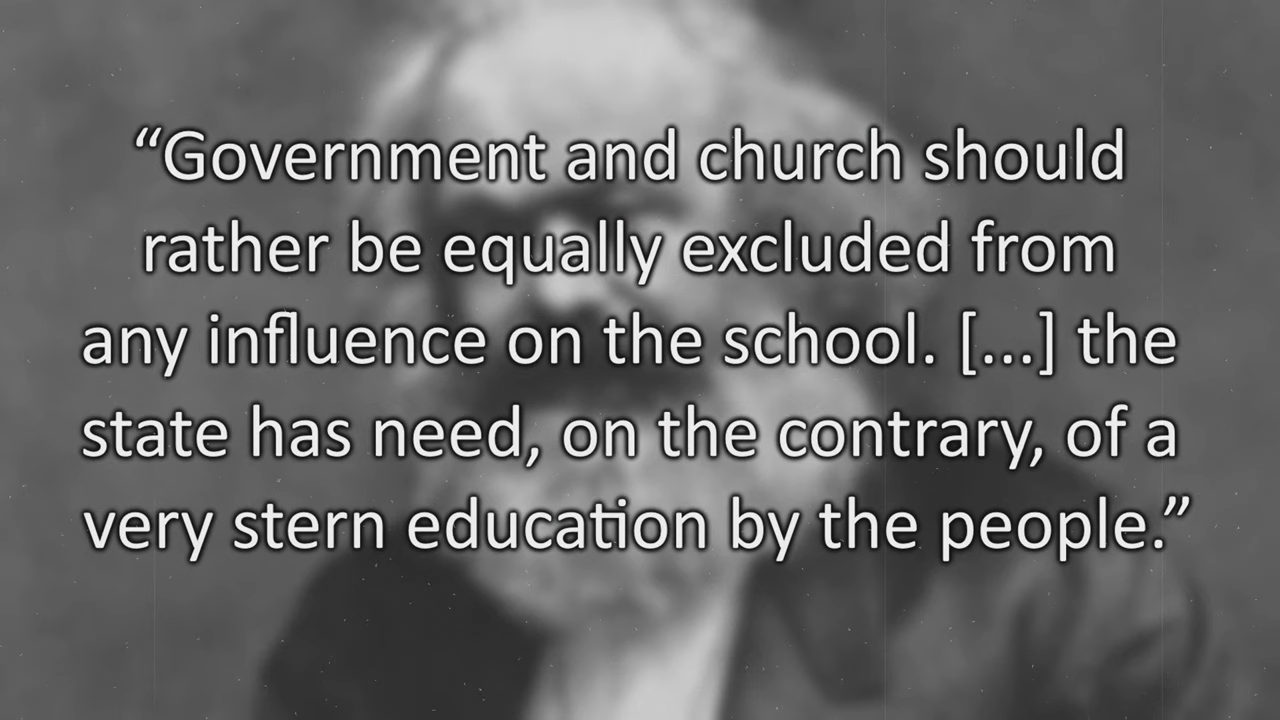 “Government and church should
rather be equally excluded from
any influence on the school. [...] the
state has need, on the contrary, of a
very stern education by the people.”